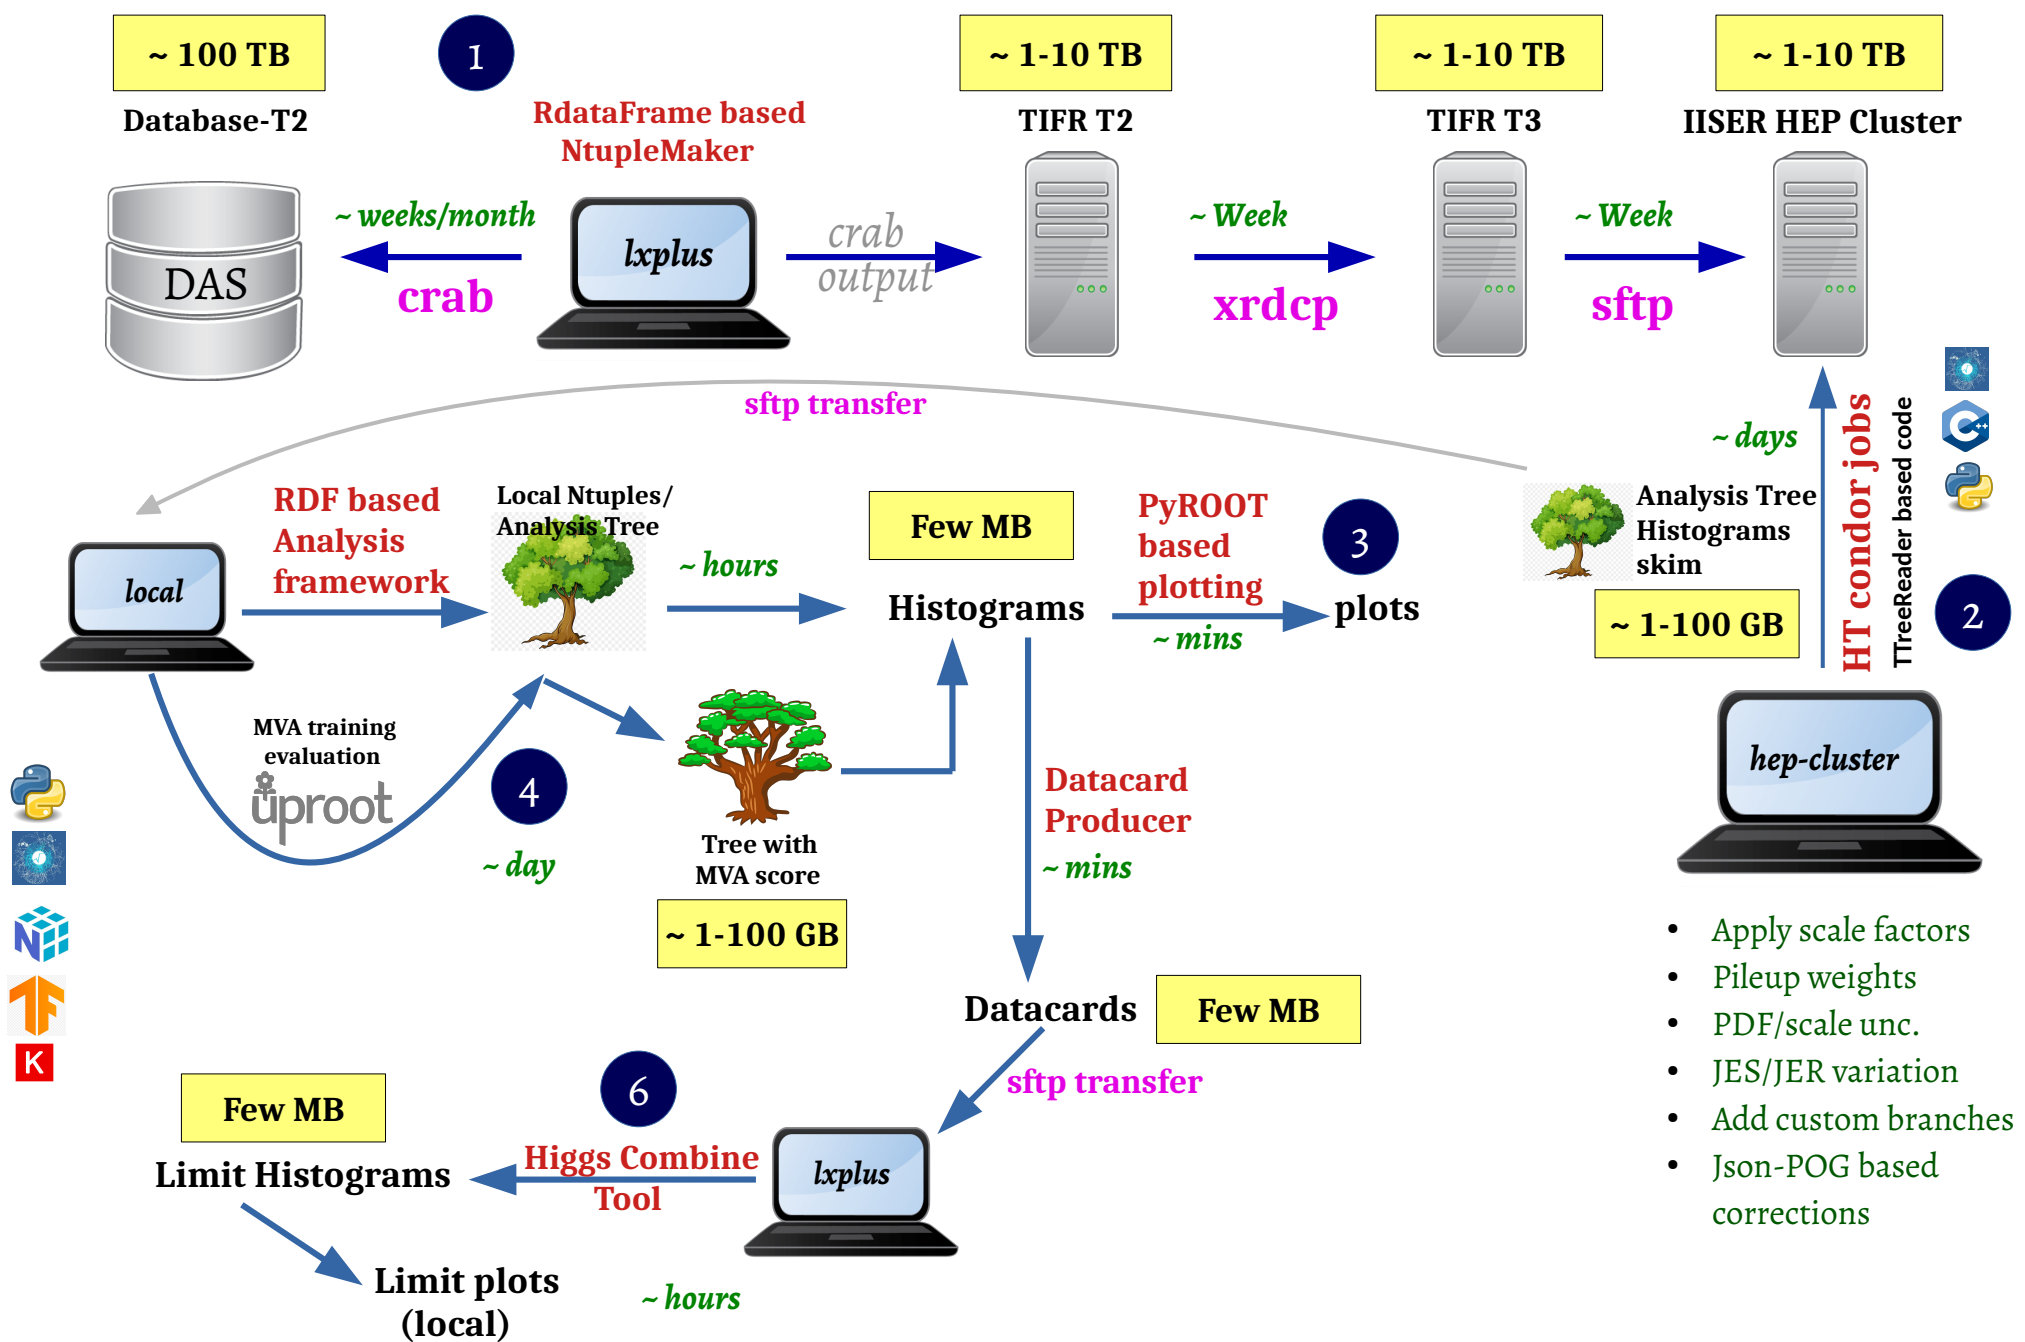 ~ 100 TB
1
~ 1-10 TB
~ 1-10 TB
~ 1-10 TB
Database-T2
RdataFrame based
NtupleMaker
TIFR T2
TIFR T3
IISER HEP Cluster
DAS
~ weeks/month
crab
lxplus
crab
output
~ Week
xrdcp
~ Week
sftp
sftp transfer
~ days
HT condor jobs
TTreeReader based code
C++
local
RDF based
Analysis
framework
Local Ntuples/
Analysis Tree
~ hours
Few MB
Histograms
PyROOT
based
plotting
~ mins
3
plots
Analysis Tree
Histograms
skim
~ 1-100 GB
2
MVA training
evaluation
uproot
4
~ day
Tree with
MVA score
~ 1-100 GB
Datacard
Producer
~ mins
hep-cluster
N
TF
K
Datacards
Few MB
sftp transfer
6
Few MB
Limit Histograms
Higgs Combine
Tool
lxplus
Limit plots
(local)
~ hours
• Apply scale factors
• Pileup weights
• PDF/scale unc.
• JES/JER variation
• Add custom branches
• Json-POG based
corrections